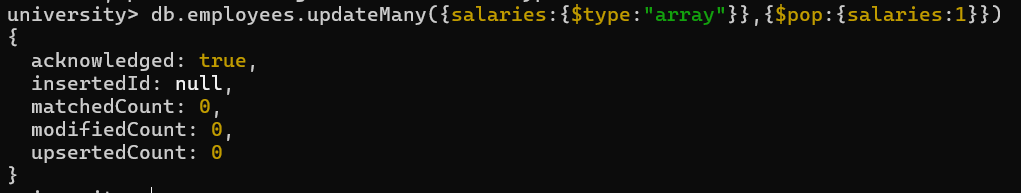 university> db.employees.updateMany({salaries:{$type:"array"}},{$pop:{salaries:1}})
{
  acknowledged: true,
  insertedId: null,
  matchedCount: 0,
  modifiedCount: 0,
  upsertedCount: 0
}